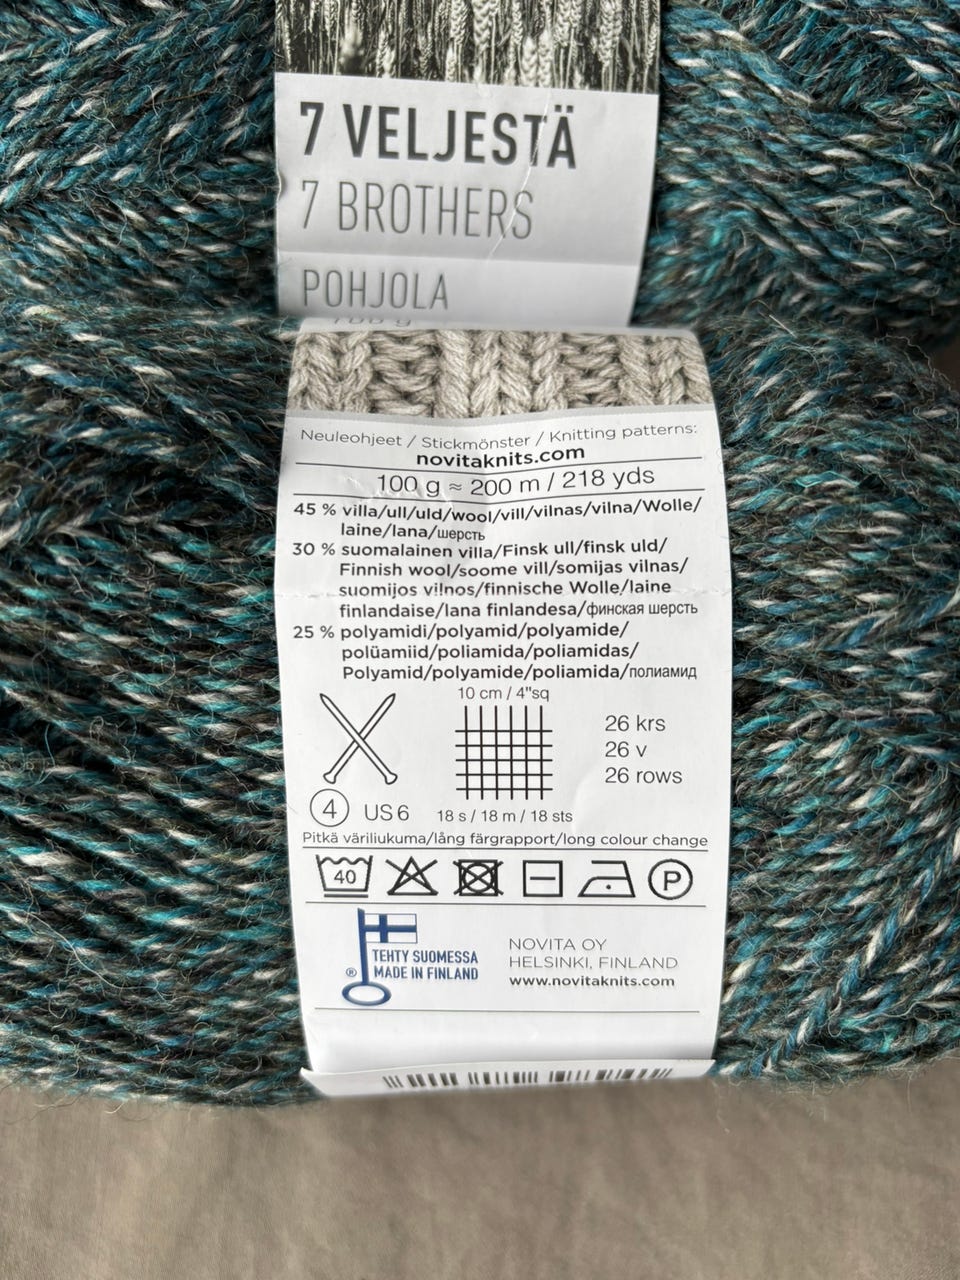 7 VELJESTÄ
7 BROTHERS
POHJOLA
Neuleohjeet / Stickmönster / Knitting patterns:
novitaknits.com
100 g ≈ 200 m / 218 yds
45 % villa/ull/uld/wool/vill/vilnas/vilna/Wolle/
laine/lana/шерсть
30 % suomalainen villa/Finsk ull/finsk uld/
Finnish wool/soome vill/somijas vilnas/
suomijos vilnos/finnische Wolle/laine
finlandaise/lana finlandesa/финская шерсть
25 % polyamidi/polyamid/polyamide/
polüamiid/poliamida/poliamidas/
Polyamid/polyamide/poliamida/полиамид
10 cm / 4"sq
26 krs
26 v
26 rows
4 US 6
18 s / 18 m / 18 sts
Pitkä väriliukuma/lång färgrapport/long colour change
40
P
TEHTY SUOMESSA
® MADE IN FINLAND
NOVITA OY
HELSINKI, FINLAND
www.novitaknits.com